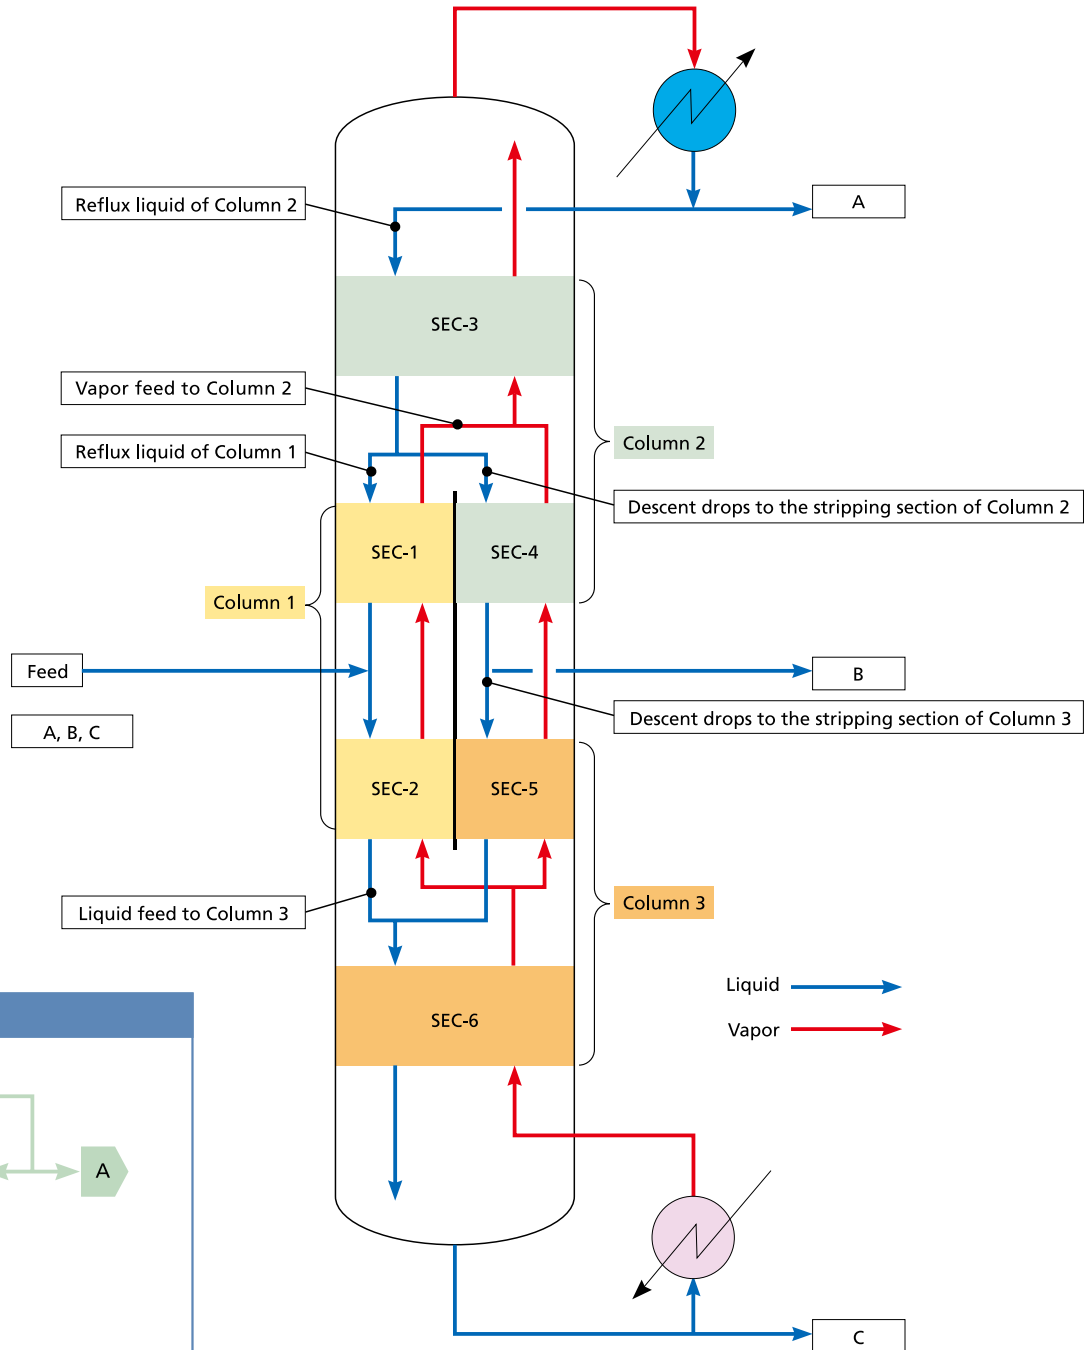 Reflux liquid of Column 2
A
SEC-3
Vapor feed to Column 2
Column 2
Reflux liquid of Column 1
Descent drops to the stripping section of Column 2
SEC-1
SEC-4
Column 1
Feed
B
Descent drops to the stripping section of Column 3
A, B, C
SEC-2
SEC-5
Liquid feed to Column 3
Column 3
Liquid
SEC-6
Vapor
A
C